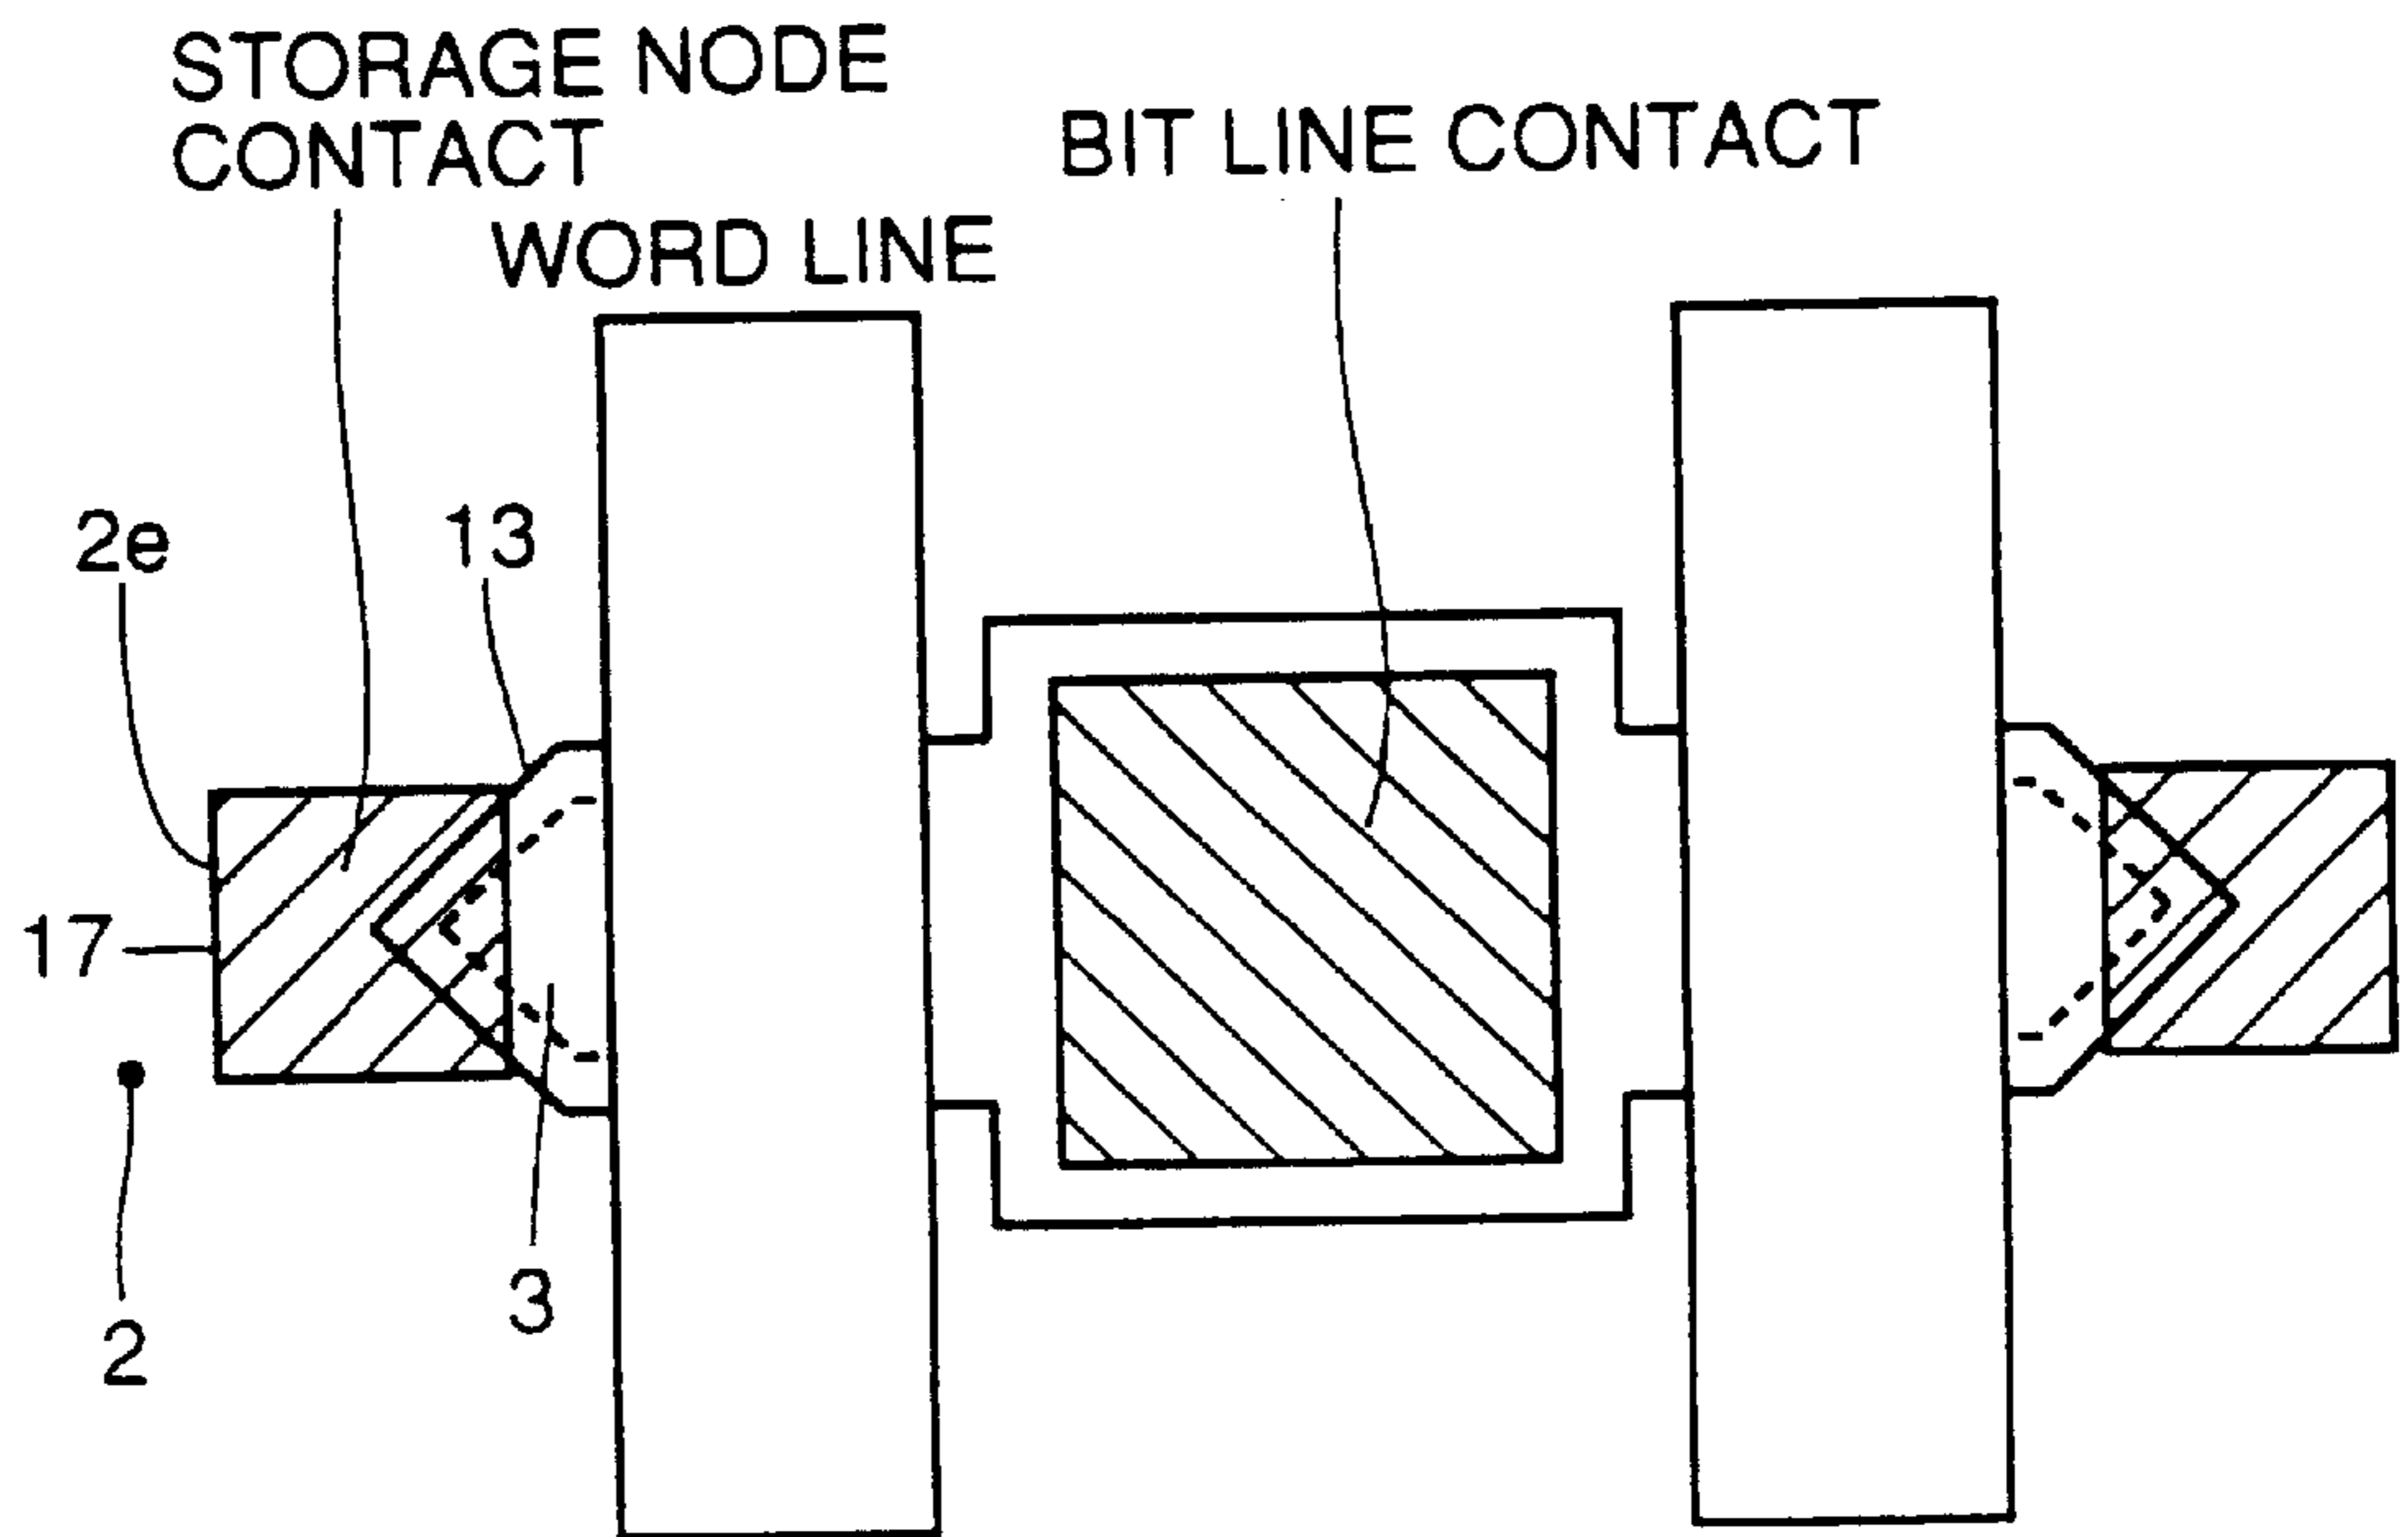 STORAGE NODE
CONTACT
BIT LINE CONTACT
WORD LINE
2e
13
17
3
2